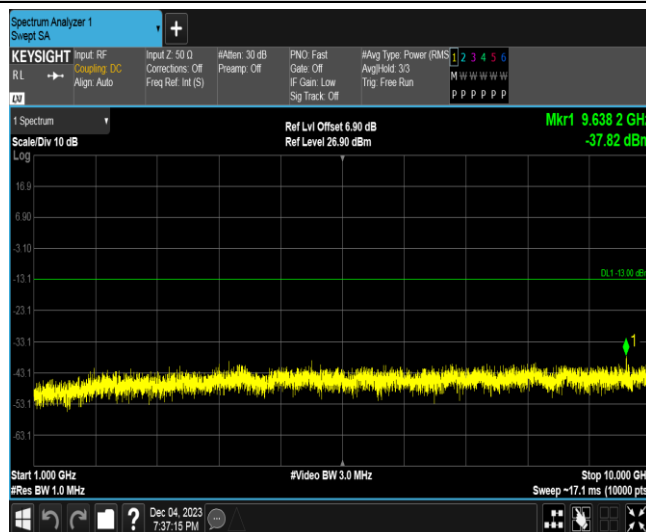 Spectrum Analyzer 1
Swept SA
+
KEYSIGHT
RL
LXI
Input: RF
Coupling: DC
Align: Auto
Input Z: 50 Ω
Corrections: Off
Freq Ref: Int (S)
#Atten: 30 dB
Preamp: Off
PNO: Fast
Gate: Off
IF Gain: Low
Sig Track: Off
#Avg Type: Power (RMS
Avg|Hold: 3/3
Trig: Free Run
1 2 3 4 5 6
M W W W W W
P P P P P P
1 Spectrum
Scale/Div 10 dB
Log
Ref Lvl Offset 6.90 dB
Ref Level 26.90 dBm
Mkr1 9.638 2 GHz
-37.82 dBm
16.9
6.90
-3.10
-13.1
DL1 -13.00 dBm
-23.1
-33.1
1
-43.1
-53.1
-63.1
Start 1.000 GHz
#Res BW 1.0 MHz
#Video BW 3.0 MHz
Stop 10.000 GHz
Sweep ~17.1 ms (10000 pts
?
Dec 04, 2023
7:37:15 PM